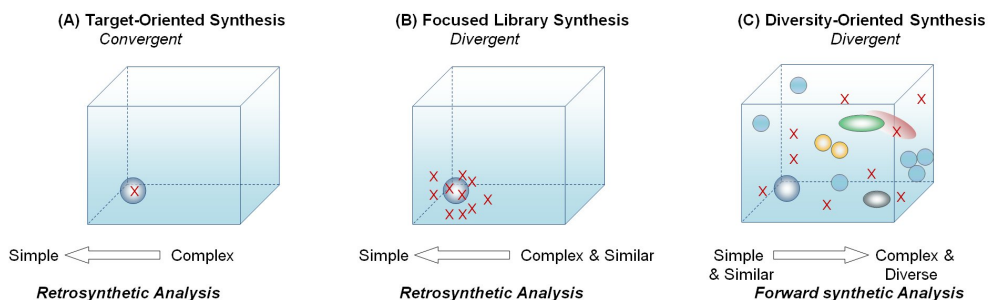 (A) Target-Oriented Synthesis
Convergent
X
Simple
Complex
Retrosynthetic Analysis
(B) Focused Library Synthesis
Divergent
X
X
X
X
X
X
X
X
X
X
Simple
Complex & Similar
Retrosynthetic Analysis
(C) Diversity-Oriented Synthesis
Divergent
X
X
X
X
X
X
X
X
X
Simple
& Similar
Complex &
Diverse
Forward synthetic Analysis